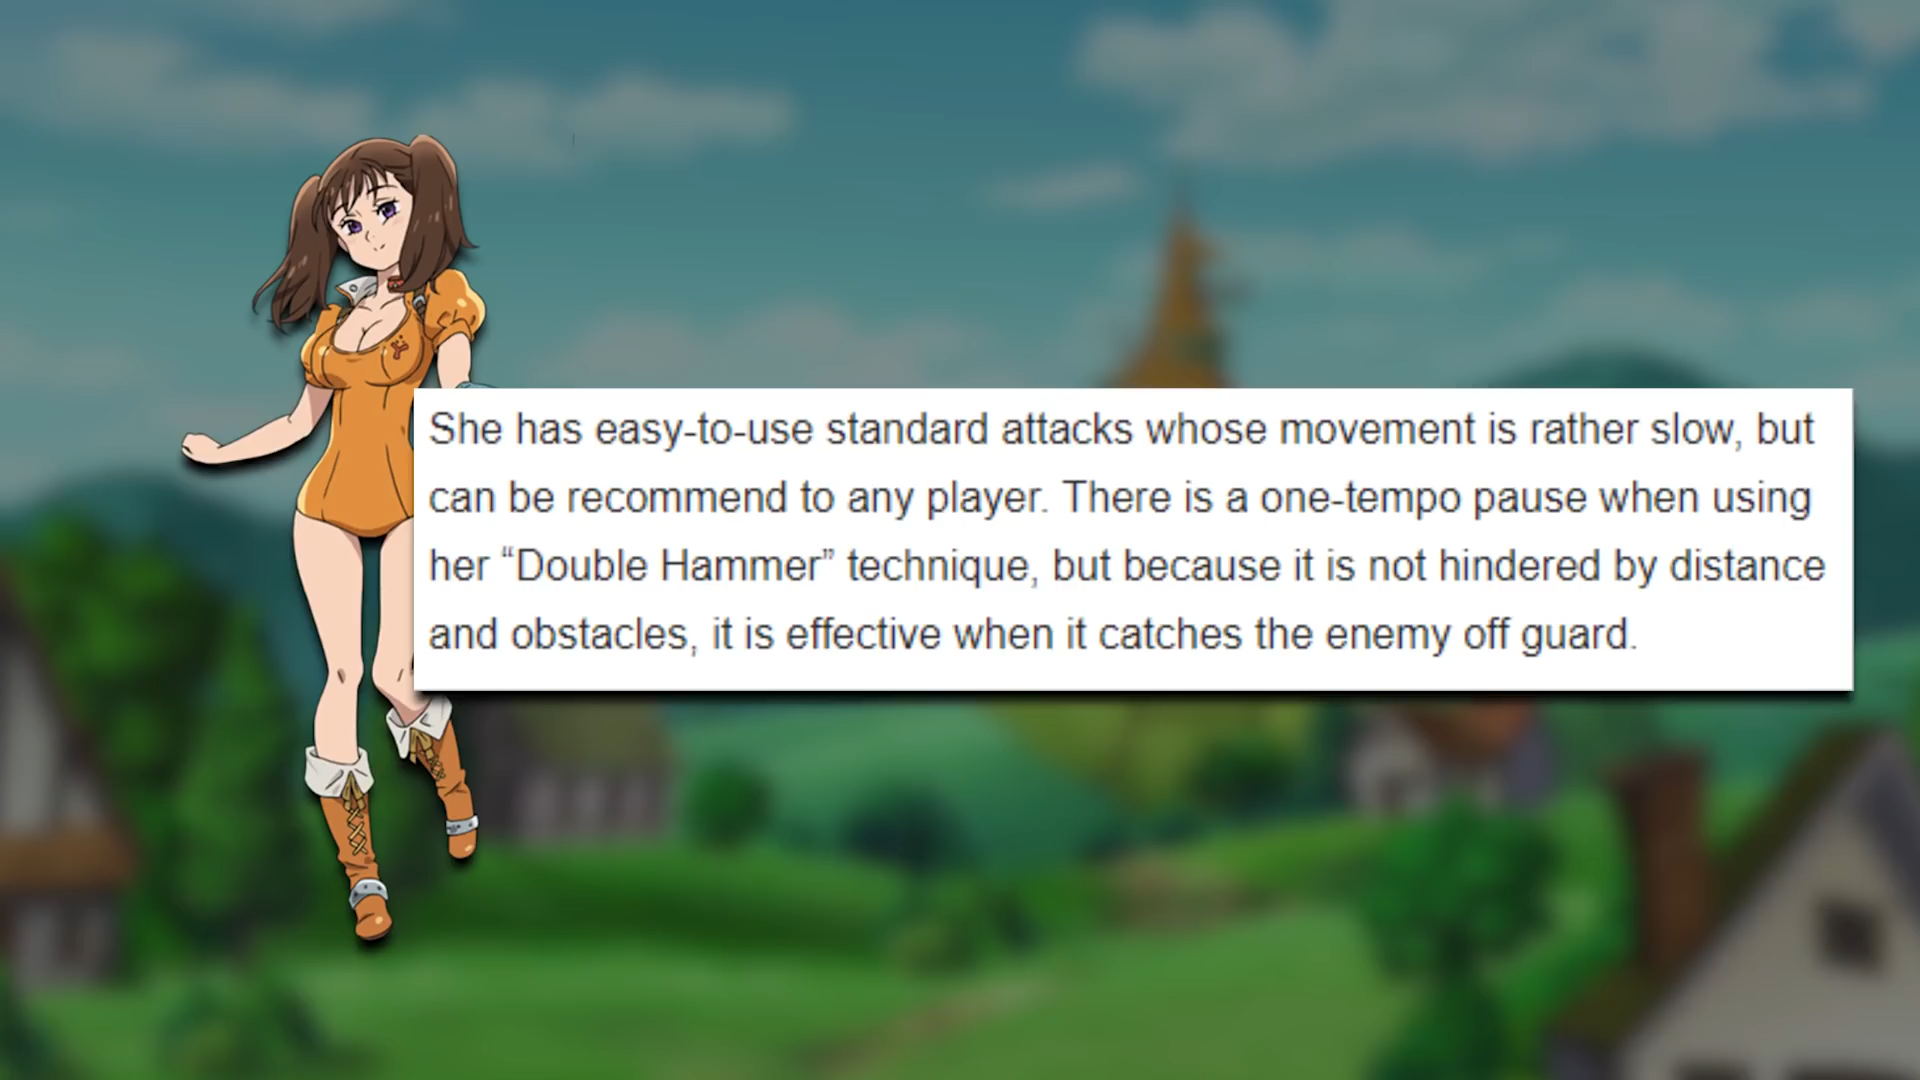 She has easy-to-use standard attacks whose movement is rather slow, but
can be recommend to any player. There is a one-tempo pause when using
her “Double Hammer” technique, but because it is not hindered by distance
and obstacles, it is effective when it catches the enemy off guard.